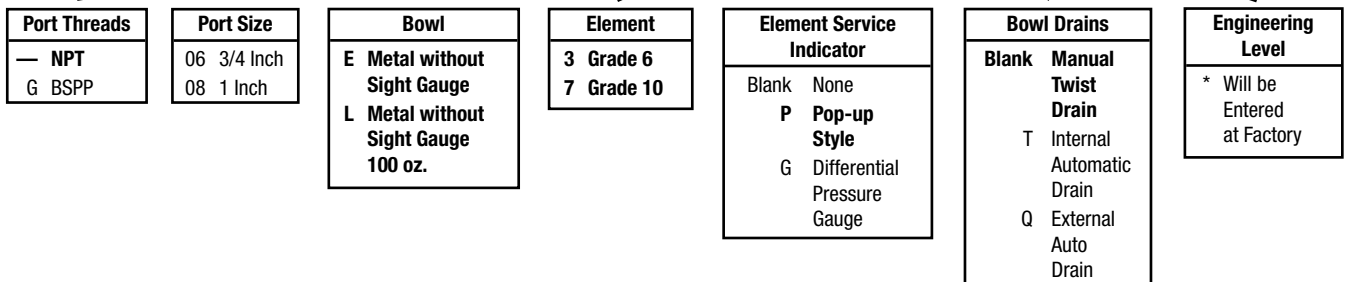 Port Threads
— NPT
G BSPP
Port Size
06 3/4 Inch
08 1 Inch
Bowl
E Metal without
Sight Gauge
L Metal without
Sight Gauge
100 oz.
Element
3 Grade 6
7 Grade 10
Element Service
Indicator
Blank None
P Pop-up
Style
G Differential
Pressure
Gauge
Bowl Drains
Blank Manual
Twist
Drain
T Internal
Automatic
Drain
Q External
Auto
Drain
Engineering
Level
* Will be
Entered
at Factory